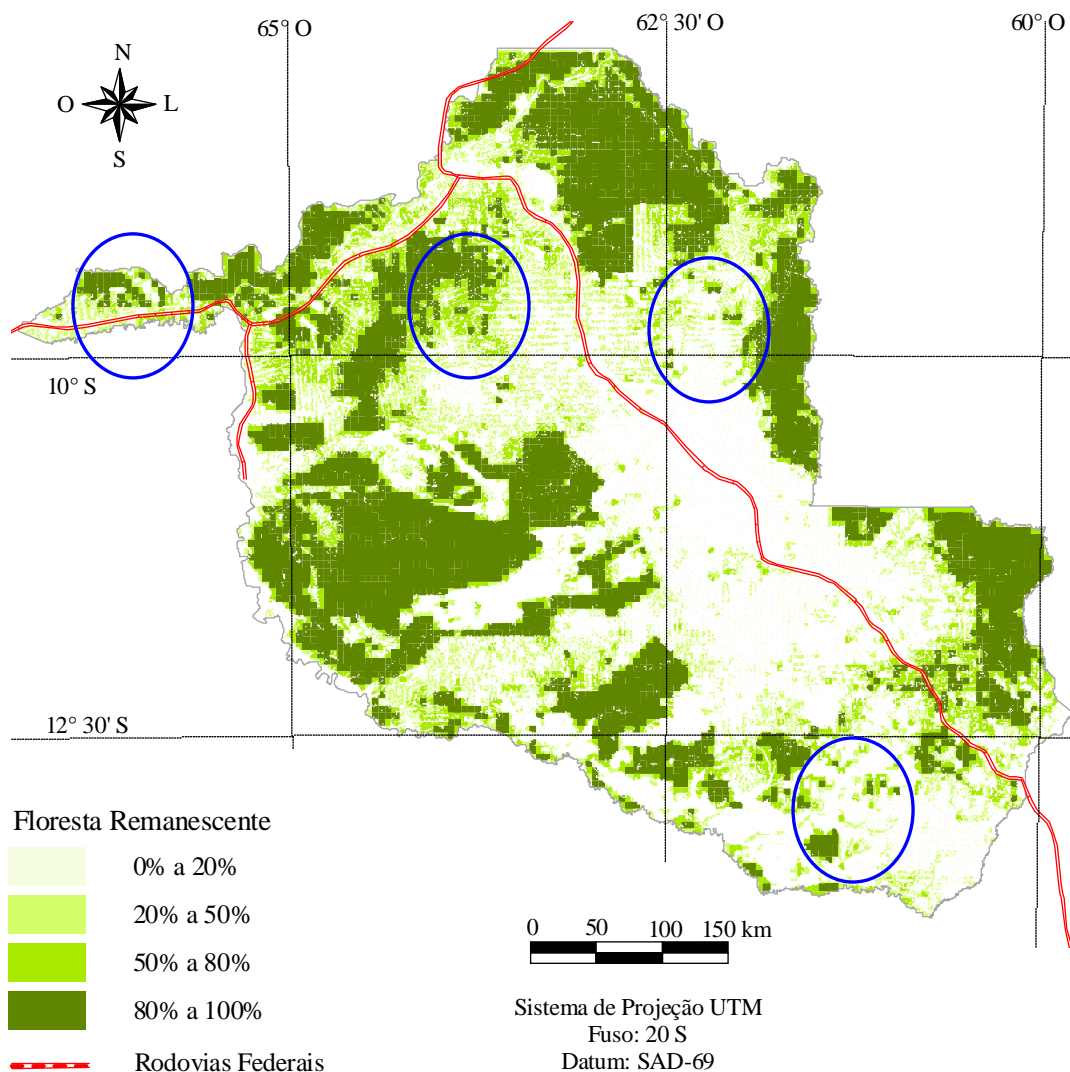 65° O
62° 30' O
60° O
N
O
L
S
10° S
12° 30' S
Floresta Remanescente
0% a 20%
20% a 50%
50% a 80%
80% a 100%
Rodovias Federais
0 50 100 150 km
Sistema de Projeção UTM
Fuso: 20 S
Datum: SAD-69